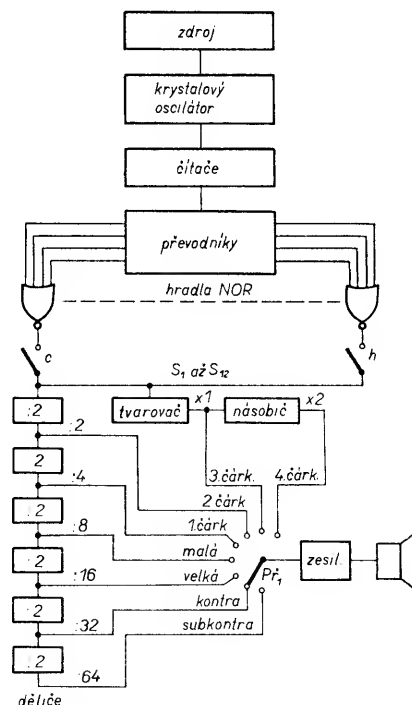 zdroj
krystalový
oscilátor
čítače
převodníky
hradla NOR
c
h
S1 až S12
:2
tvarovač
x1
násobič
x2
:2
2
:4
3.čárk.
4.čárk.
2.čárk
1.čárk
:2
:8
malá
:2
:16
velká
Př1
zesil.
:2
:32
kontra
subkontra
:2
:64
děliče